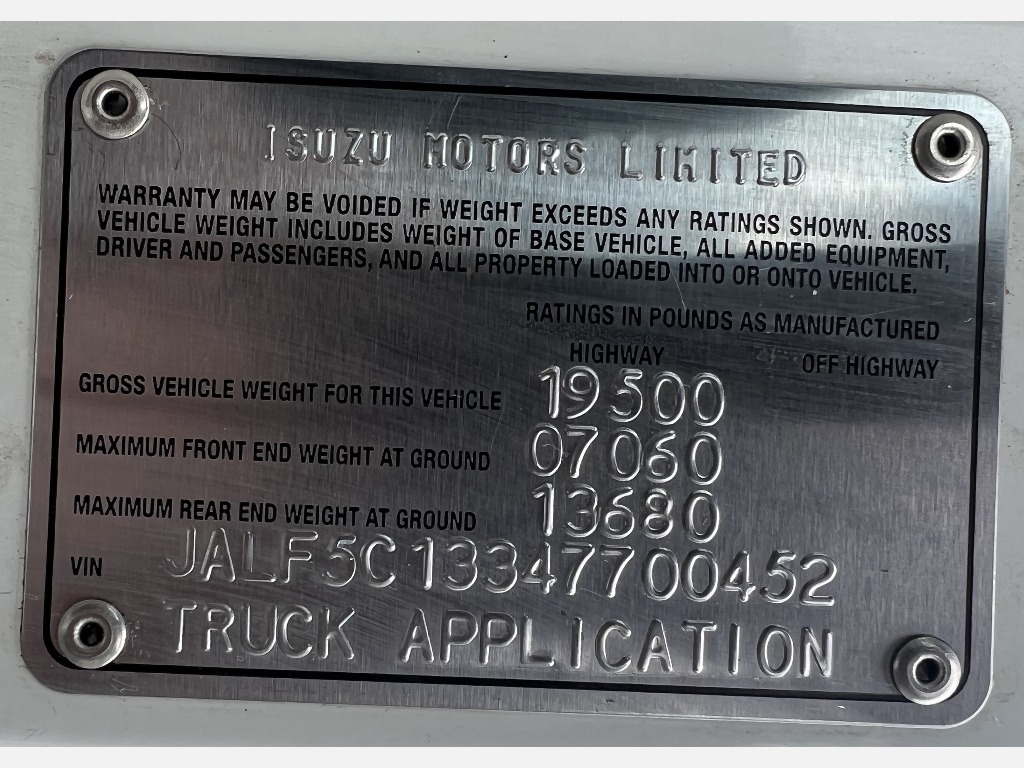 ISUZU MOTORS LIMITED
WARRANTY MAY BE VOIDED IF WEIGHT EXCEEDS ANY RATINGS SHOWN. GROSS
VEHICLE WEIGHT INCLUDES WEIGHT OF BASE VEHICLE, ALL ADDED EQUIPMENT,
DRIVER AND PASSENGERS, AND ALL PROPERTY LOADED INTO OR ONTO VEHICLE.
RATINGS IN POUNDS AS MANUFACTURED
HIGHWAY OFF HIGHWAY
GROSS VEHICLE WEIGHT FOR THIS VEHICLE 19500
MAXIMUM FRONT END WEIGHT AT GROUND 07060
MAXIMUM REAR END WEIGHT AT GROUND 13680
VIN JALF5C13347700452
TRUCK APPLICATION